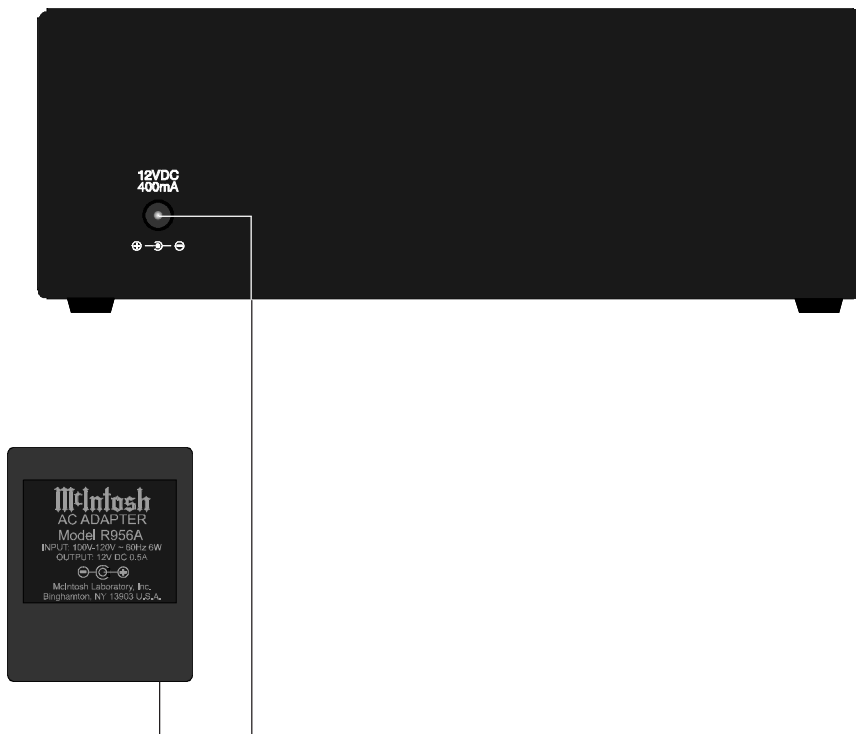 12VDC
400mA
McIntosh
AC ADAPTER
Model R956A
INPUT: 100V-120V ~ 60Hz 6W
OUTPUT: 12V DC 0.5A
McIntosh Laboratory, Inc.
Binghamton, NY 13903 U.S.A.